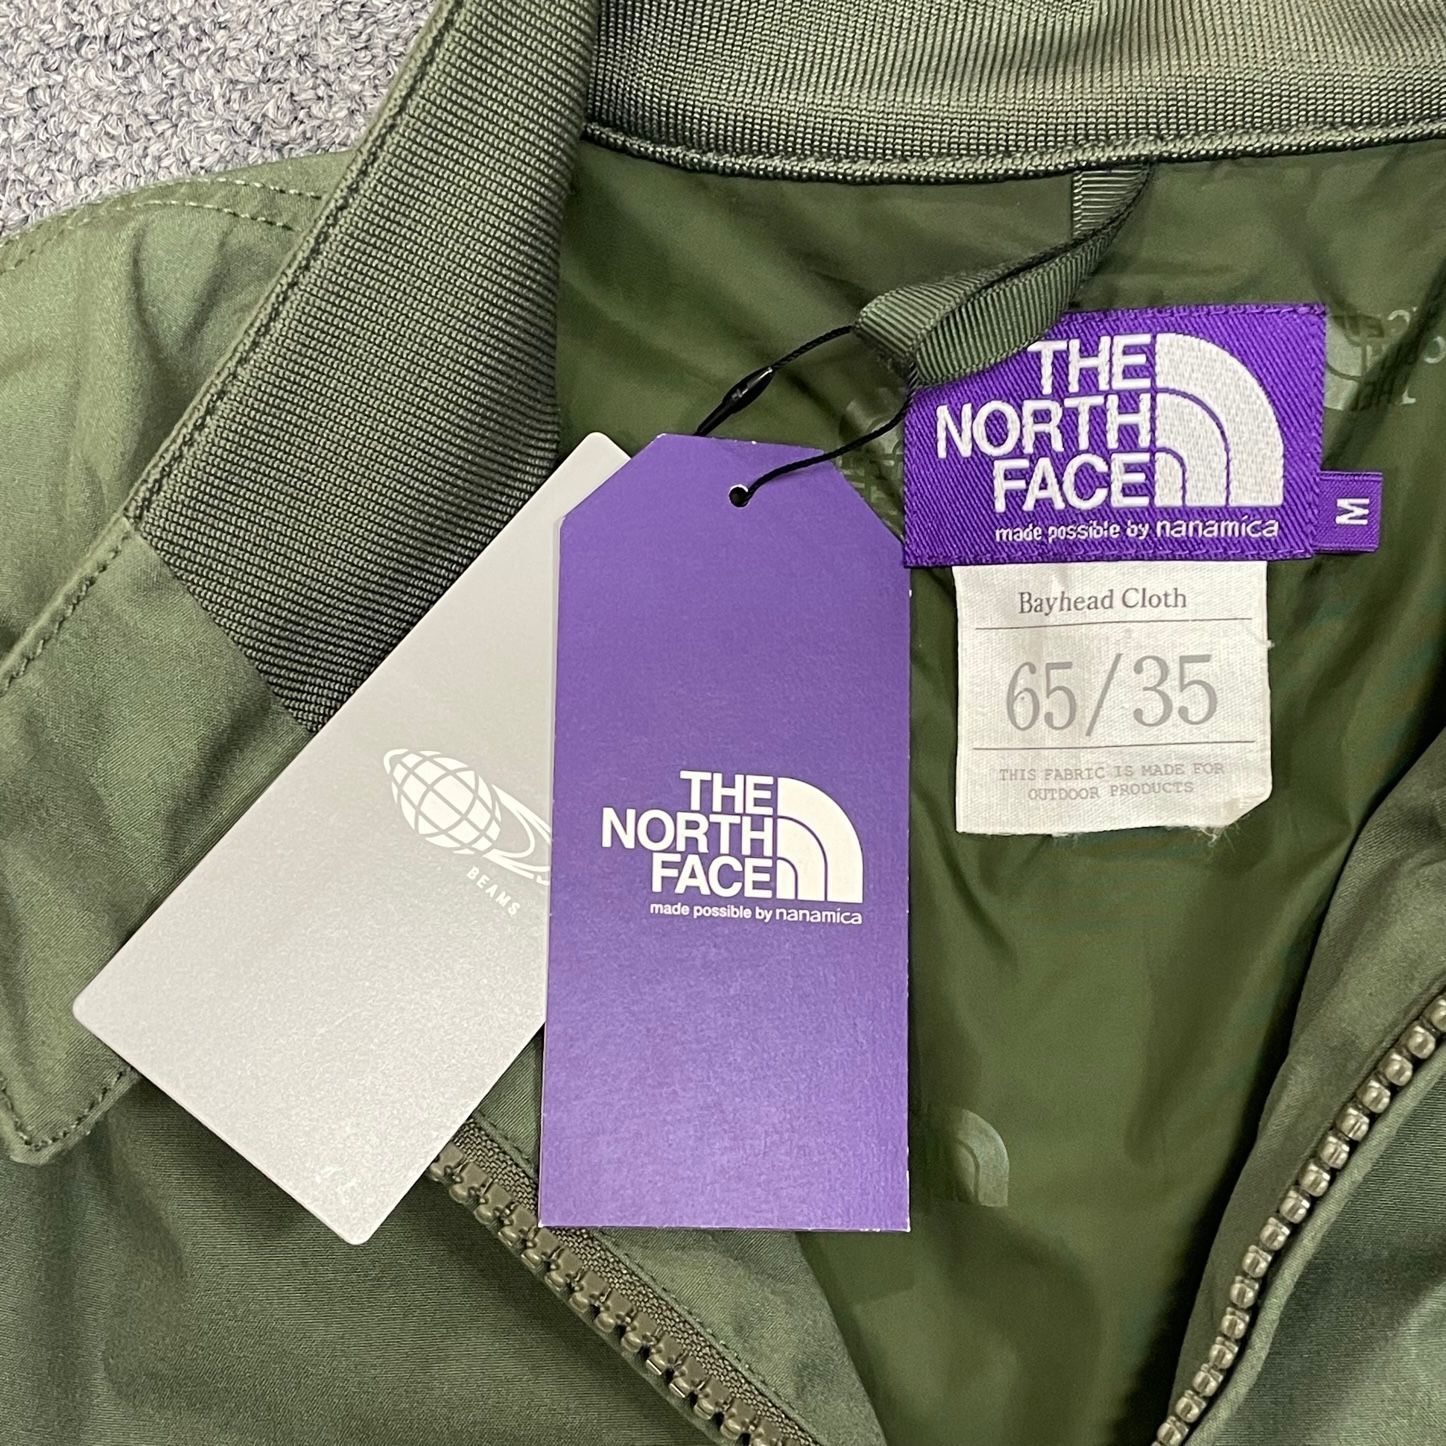 THE
NORTH
FACE
made possible by nanamica
M
Bayhead Cloth
65/35
THIS FABRIC IS MADE FOR
OUTDOOR PRODUCTS
THE
NORTH
FACE
made possible by nanamica
BEAMS